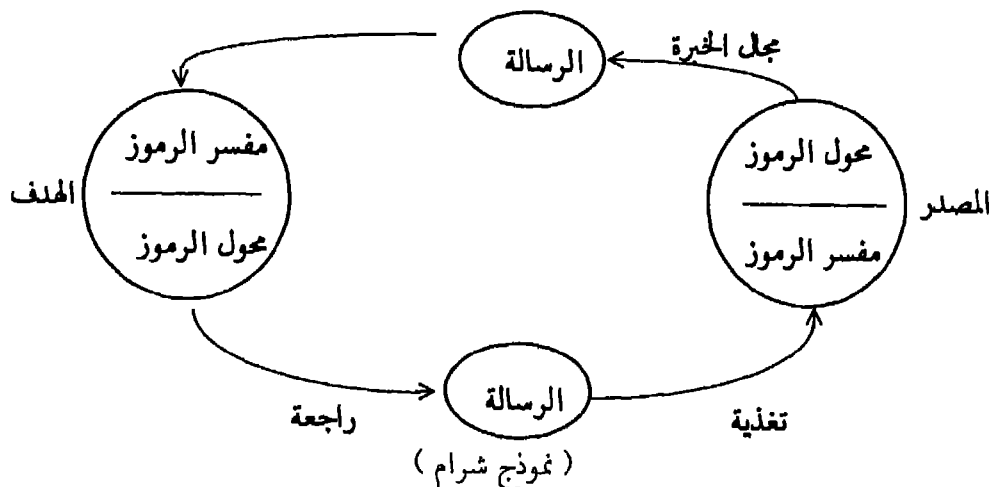 مجال الخبرة
الرسالة
محول الرموز
مفسر الرموز
المصدر
مفسر الرموز
محول الرموز
الهدف
الرسالة
تغذية
راجعة
( نموذج شرام )